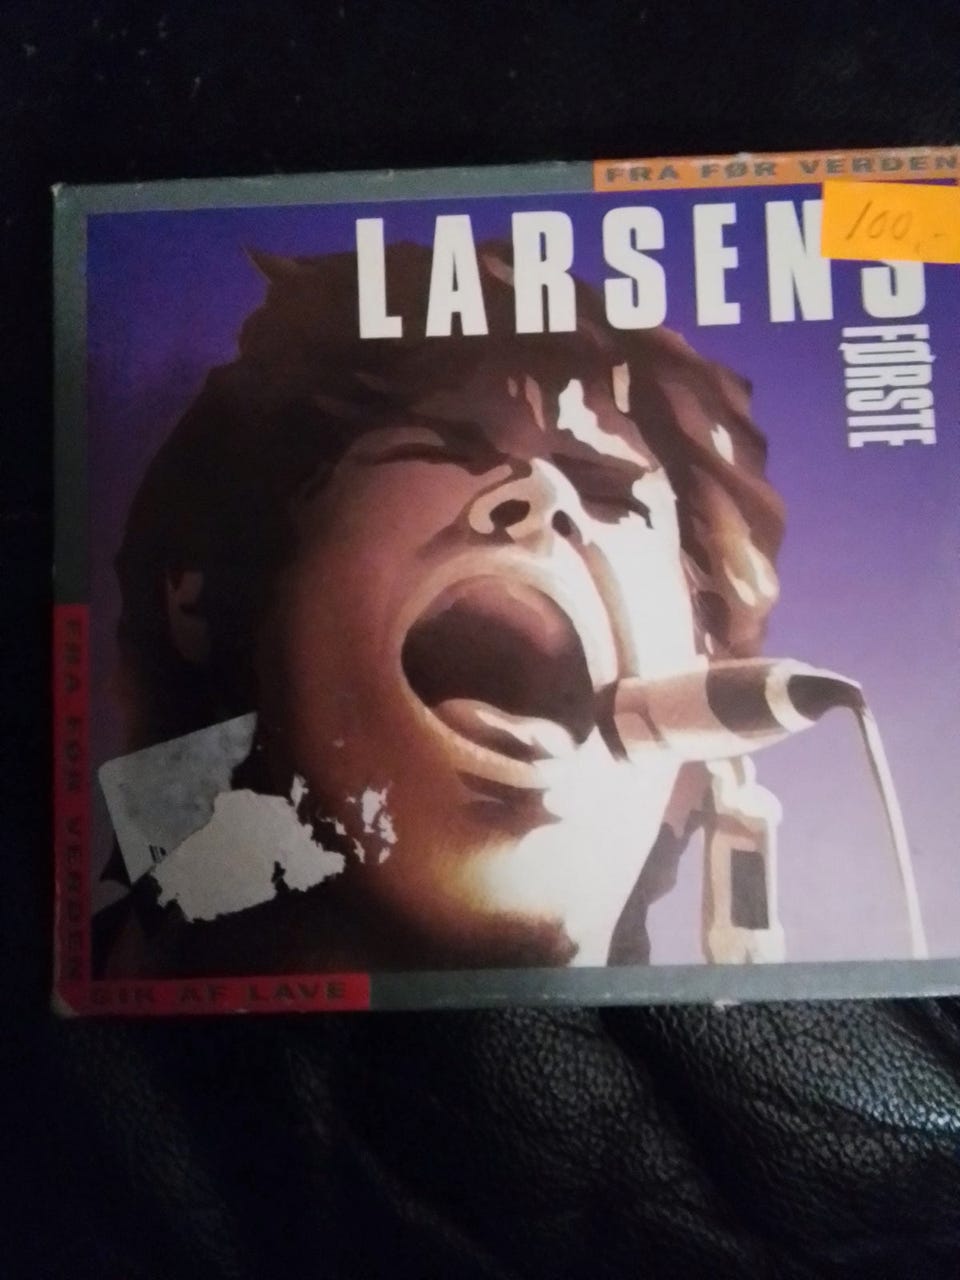 FRA FØR VERDEN
LARSENS
100,-
FØRSTE
FRA FØR VERDEN
GIK AF LAVE